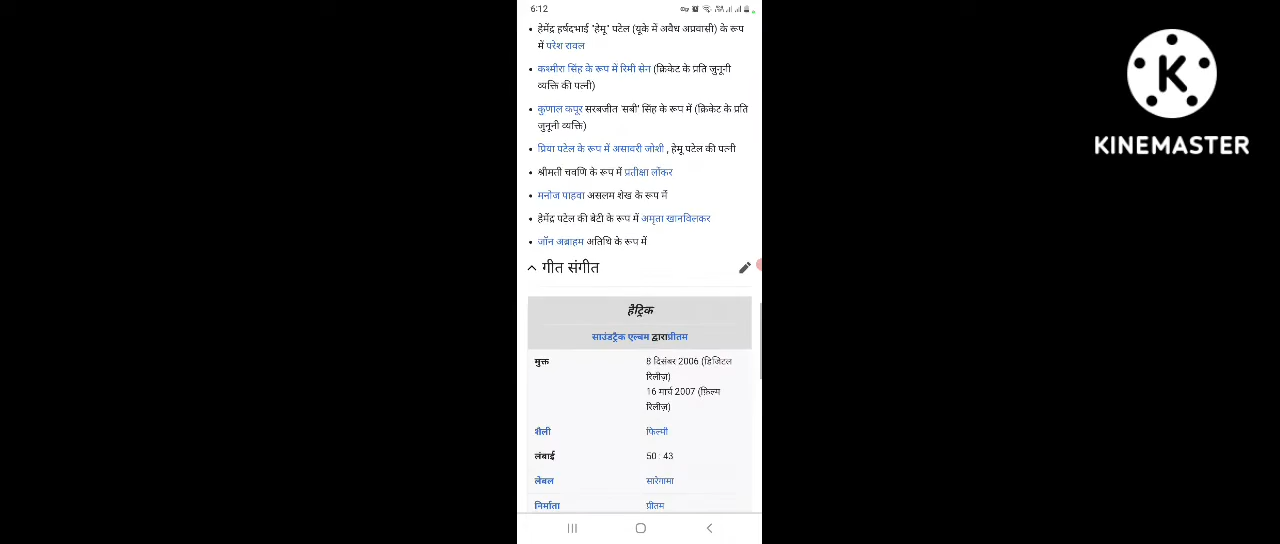 6:12
हेमेंद्र हर्षदभाई "हेमू" पटेल (यूके में अवैध अप्रवासी) के रूप
में परेश रावल
कश्मीरा सिंह के रूप में रिमी सेन (क्रिकेट के प्रति जुनूनी
व्यक्ति की पत्नी)
कुणाल कपूर सरबजीत 'सबी' सिंह के रूप में (क्रिकेट के प्रति
जुनूनी व्यक्ति)
प्रिया पटेल के रूप में असावरी जोशी , हेमू पटेल की पत्नी
श्रीमती चवणि के रूप में प्रतीक्षा लोंकर
मनोज पाहवा असलम शेख के रूप में
हेमेंद्र पटेल की बेटी के रूप में अमृता खानविलकर
जॉन अब्राहम अतिथि के रूप में
गीत संगीत
हैट्रिक
साउंडट्रैक एल्बम द्वाराप्रीतम
मुक्त 8 दिसंबर 2006 (डिजिटल
रिलीज़)
16 मार्च 2007 (फ़िल्म
रिलीज़)
शैली फिल्मी
लंबाई 50 : 43
लेबल सारेगामा
निर्माता प्रीतम
K
KINEMASTER